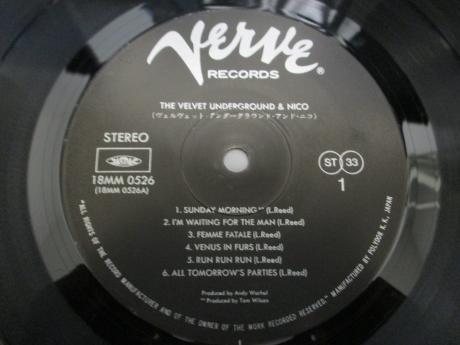 Verve®
RECORDS
THE VELVET UNDERGROUND & NICO
(ヴェルヴェット・アンダーグラウンド・アンド・ニコ)
STEREO
18MM 0526
(18MM 0526A)
ST 33
1
1. SUNDAY MORNING** (L.Reed)
2. I'M WAITING FOR THE MAN (L.Reed)
3. FEMME FATALE (L.Reed)
4. VENUS IN FURS (L.Reed)
5. RUN RUN RUN (L.Reed)
6. ALL TOMORROW'S PARTIES (L.Reed)
Produced by Andy Warhol
**Produced by Tom Wilson
"ALL RIGHTS OF THE RECORD MANUFACTURING AND OF THE OWNER OF THE WORK RECORDED RESERVED." MANUFACTURED BY POLYDOR K.K., JAPAN